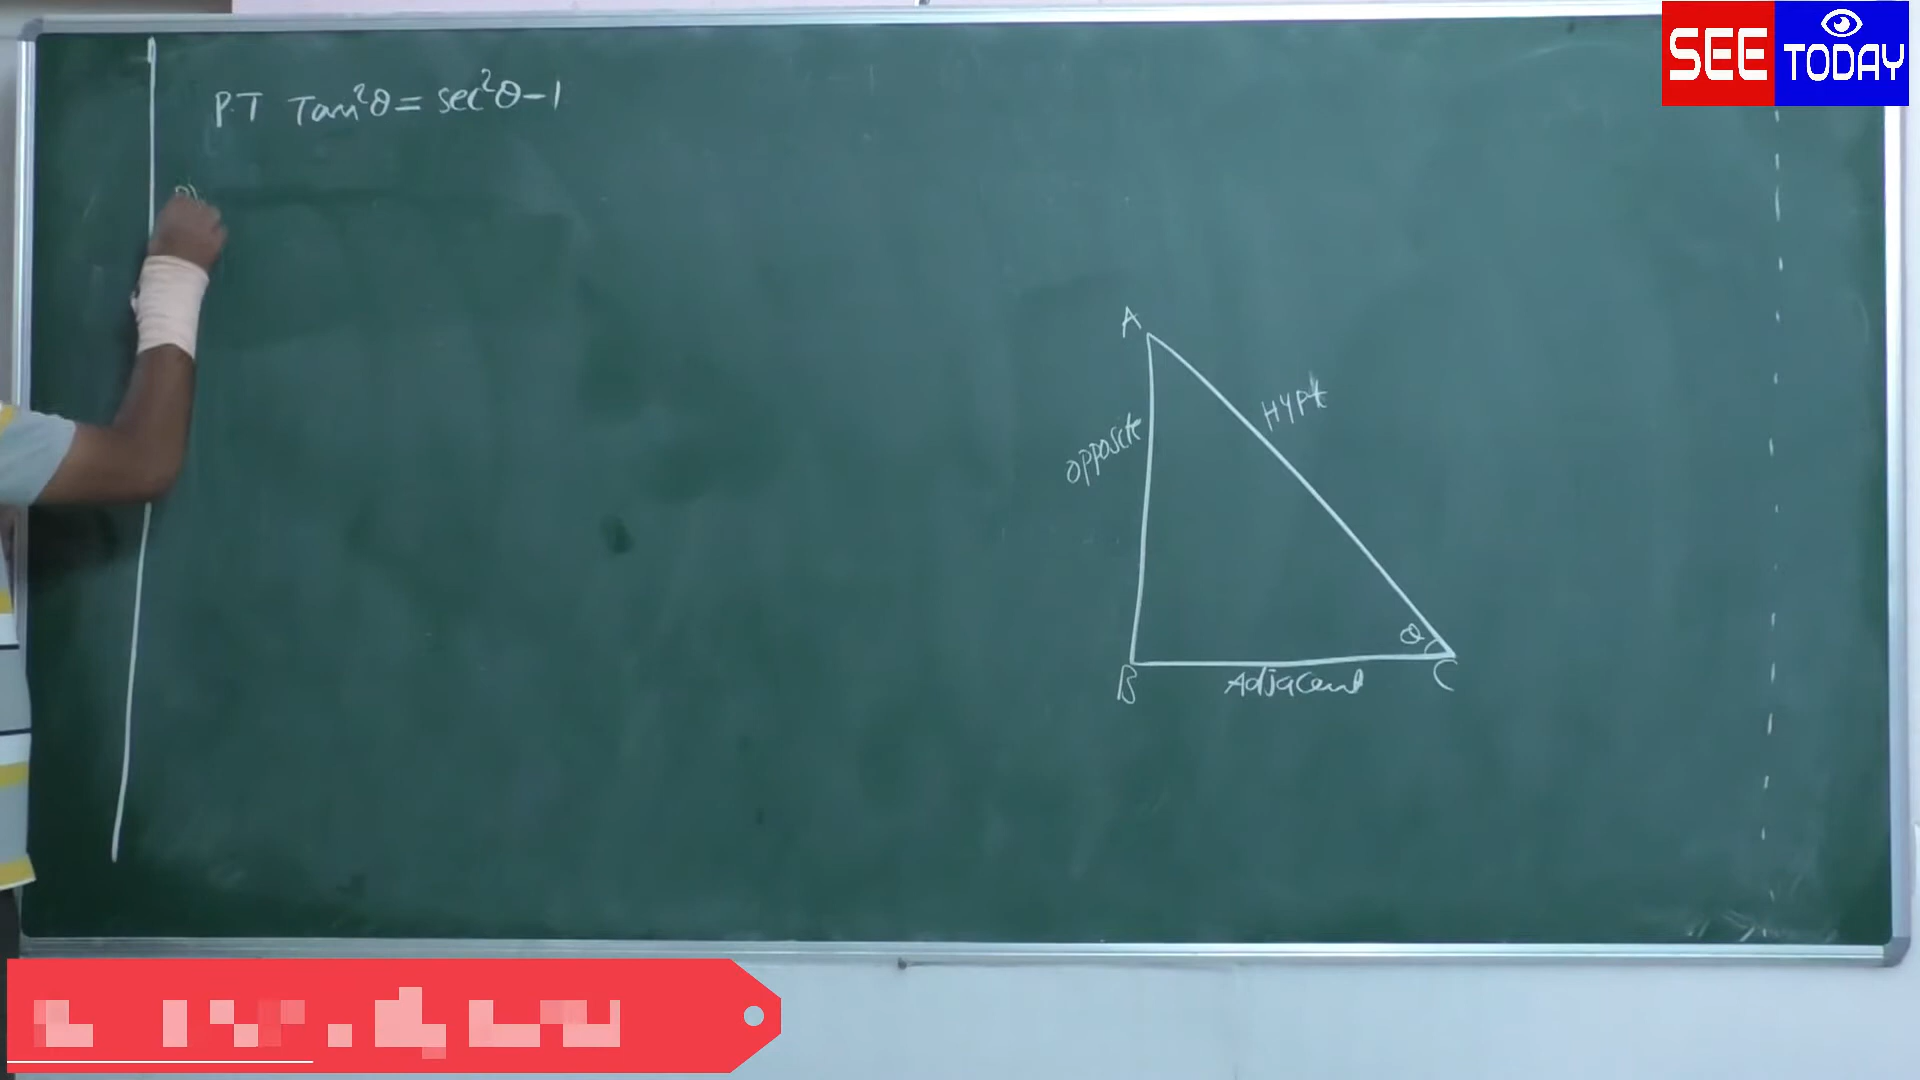 SEE TODAY
P.T Tan²θ = sec²θ-1
A
Opposite
HYPt
θ
B
Adjacent
C